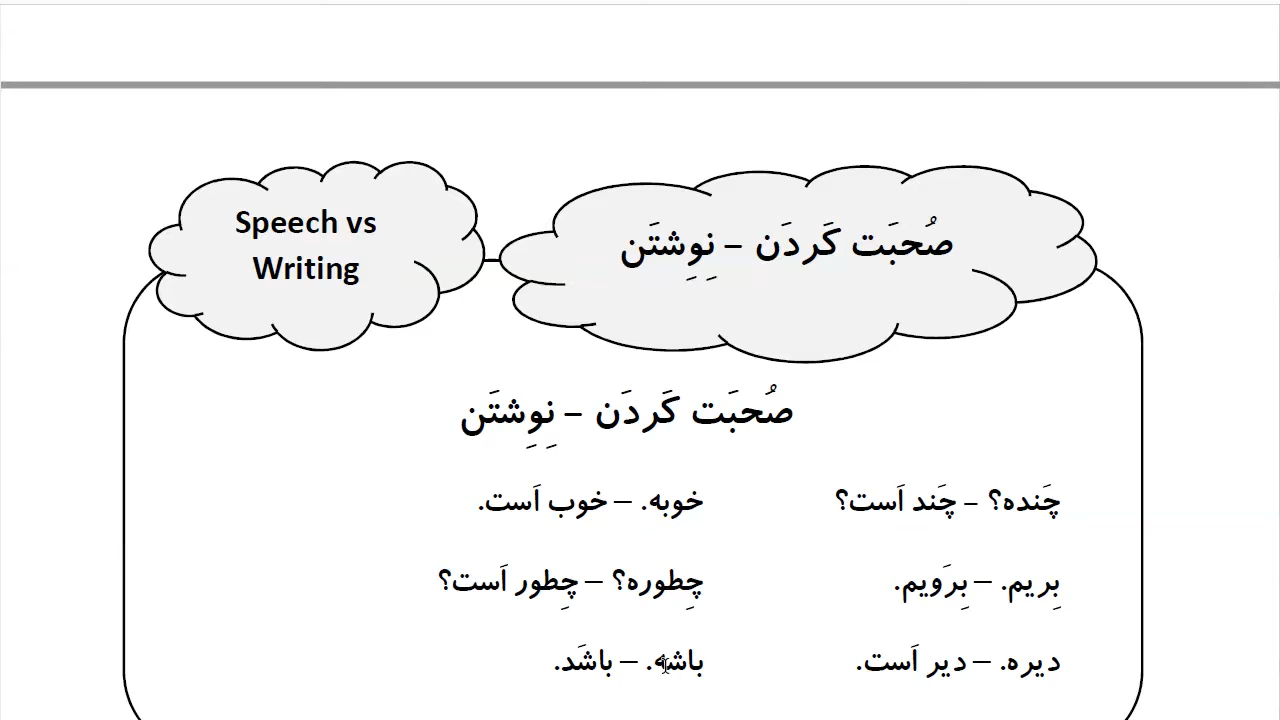 Speech vs
Writing
صُحبَت کَردَن – نِوِشتَن
صُحبَت کَردَن – نِوِشتَن
چَنده؟ – چَند اَست؟
خوبه. – خوب اَست.
بِریم. – بِرَویم.
چِطوره؟ – چِطور اَست؟
دیره. – دیر اَست.
باشه. – باشَد.